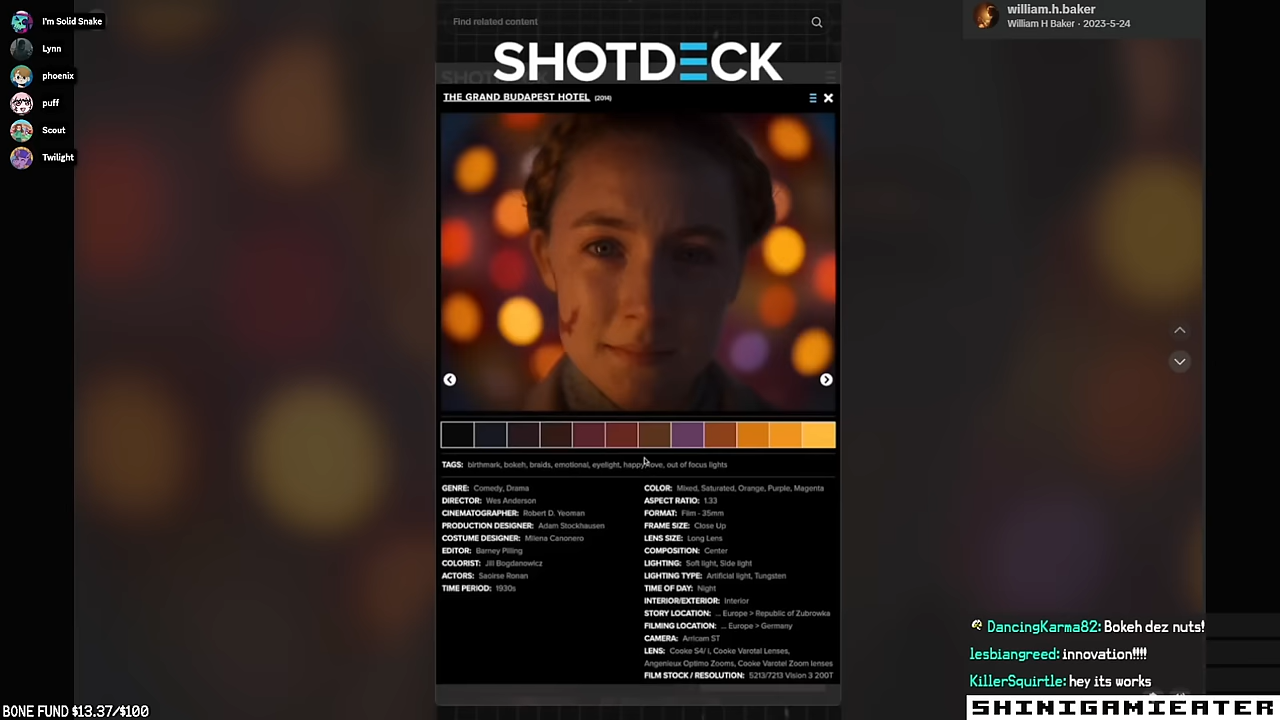 I'm Solid Snake
Lynn
phoenix
puff
Scout
Twilight
Find related content
SHOTDECK
THE GRAND BUDAPEST HOTEL (2014)
TAGS: birthmark, bokeh, braids, emotional, eyelight, happy, love, out of focus lights
GENRE: Comedy, Drama
DIRECTOR: Wes Anderson
CINEMATOGRAPHER: Robert D. Yeoman
PRODUCTION DESIGNER: Adam Stockhausen
COSTUME DESIGNER: Milena Canonero
EDITOR: Barney Pilling
COLORIST: Jill Bogdanowicz
ACTORS: Saoirse Ronan
TIME PERIOD: 1930s
COLOR: Mixed, Saturated, Orange, Purple, Magenta
ASPECT RATIO: 1.33
FORMAT: Film - 35mm
FRAME SIZE: Close Up
LENS SIZE: Long Lens
COMPOSITION: Center
LIGHTING: Soft light, Side light
LIGHTING TYPE: Artificial light, Tungsten
TIME OF DAY: Night
INTERIOR/EXTERIOR: Interior
STORY LOCATION: ... Europe > Republic of Zubrowka
FILMING LOCATION: ... Europe > Germany
CAMERA: Arricam ST
LENS: Cooke S4/ i, Cooke Varotal Lenses,
Angenieux Optimo Zooms, Cooke Varotel Zoom lenses
FILM STOCK / RESOLUTION: 5213/7213 Vision 3 200T
william.h.baker
William H Baker · 2023-5-24
DancingKarma82: Bokeh dez nuts!
lesbiangreed: innovation!!!!
KillerSquirtle: hey its works
SHINIGAMIEATER
BONE FUND $13.37/$100